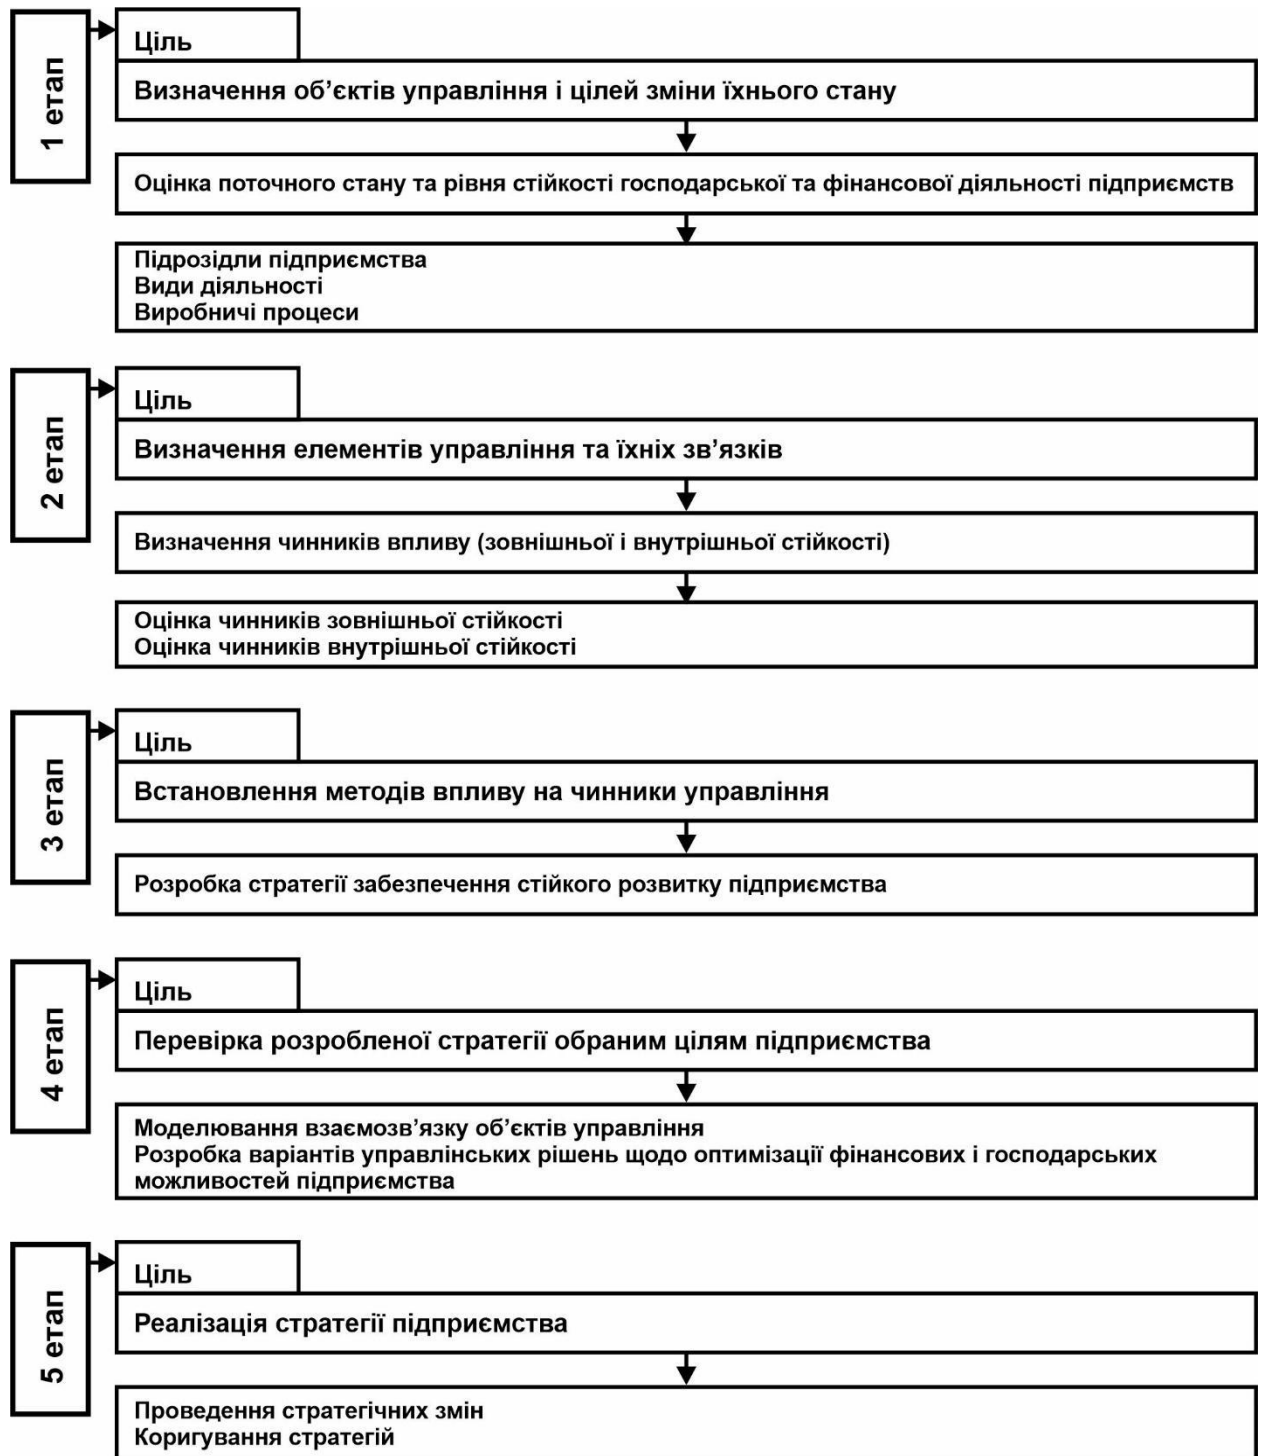 1 етап
Ціль
Визначення об’єктів управління і цілей зміни їхнього стану
Оцінка поточного стану та рівня стійкості господарської та фінансової діяльності підприємств
Підрозідли підприємства
Види діяльності
Виробничі процеси
2 етап
Ціль
Визначення елементів управління та їхніх зв’язків
Визначення чинників впливу (зовнішньої і внутрішньої стійкості)
Оцінка чинників зовнішньої стійкості
Оцінка чинників внутрішньої стійкості
3 етап
Ціль
Встановлення методів впливу на чинники управління
Розробка стратегії забезпечення стійкого розвитку підприємства
4 етап
Ціль
Перевірка розробленої стратегії обраним цілям підприємства
Моделювання взаємозв’язку об’єктів управління
Розробка варіантів управлінських рішень щодо оптимізації фінансових і господарських
можливостей підприємства
5 етап
Ціль
Реалізація стратегії підприємства
Проведення стратегічних змін
Коригування стратегій